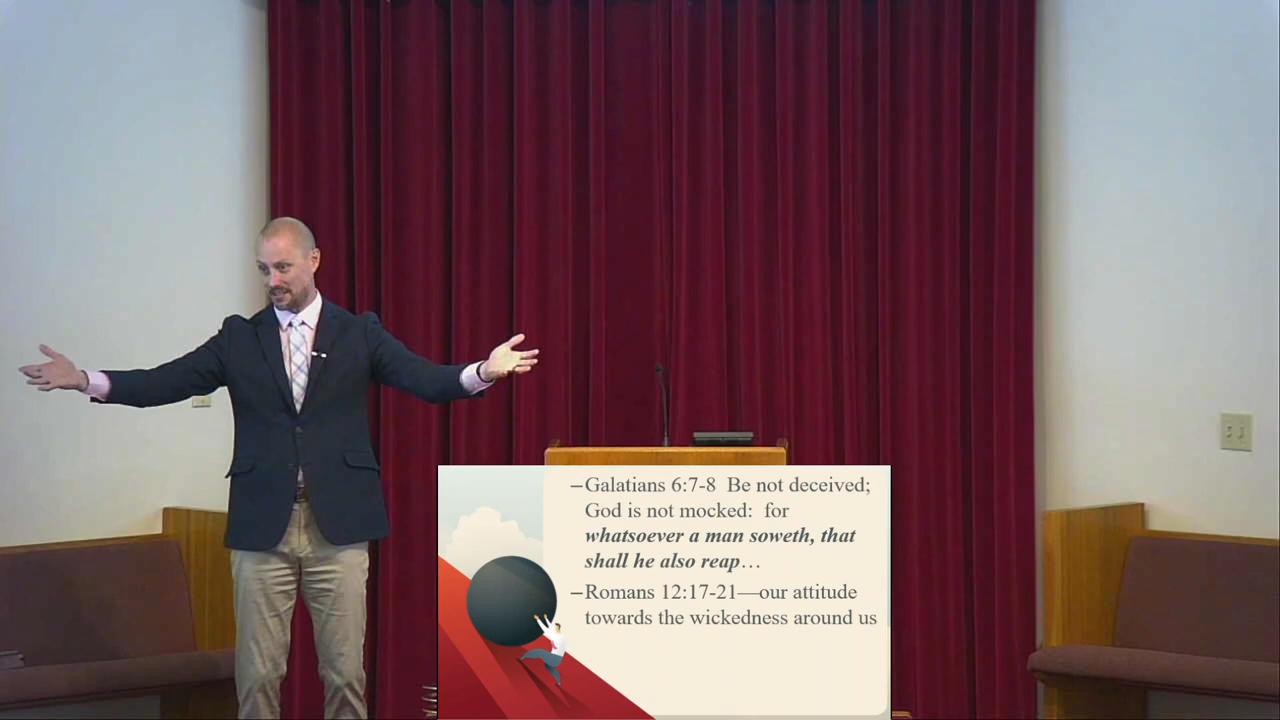 –Galatians 6:7-8  Be not deceived;
God is not mocked:  for
whatsoever a man soweth, that
shall he also reap…
–Romans 12:17-21—our attitude
towards the wickedness around us